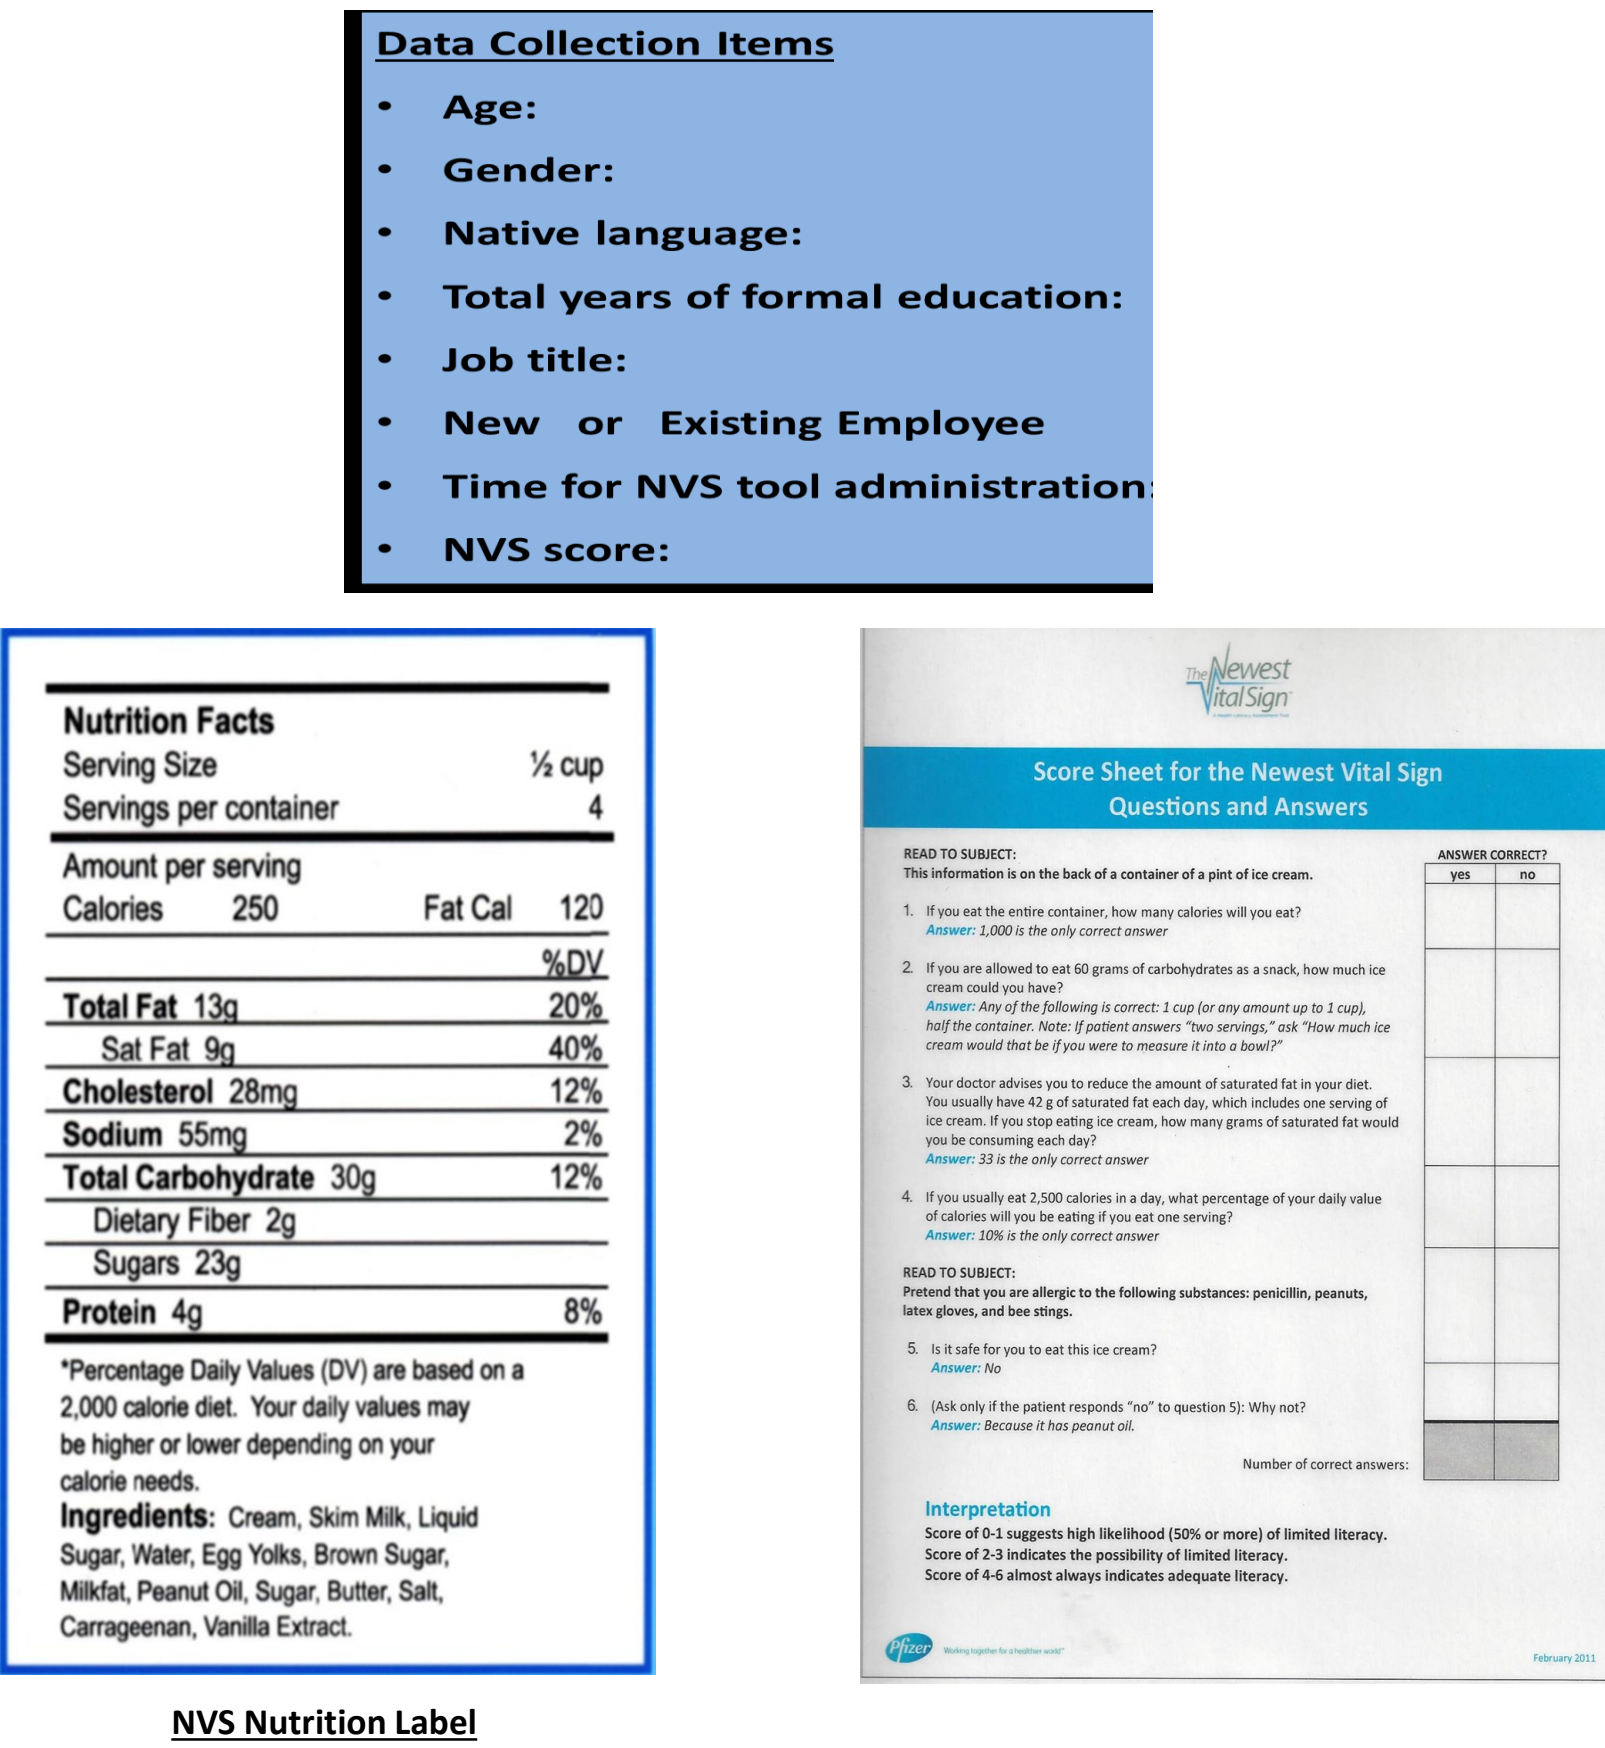 Data Collection Items
• Age:
• Gender:
• Native language:
• Total years of formal education:
• Job title:
• New or Existing Employee
• Time for NVS tool administration:
• NVS score:
Nutrition Facts
Serving Size ½ cup
Servings per container 4
Amount per serving
Calories 250 Fat Cal 120
%DV
Total Fat 13g 20%
Sat Fat 9g 40%
Cholesterol 28mg 12%
Sodium 55mg 2%
Total Carbohydrate 30g 12%
Dietary Fiber 2g
Sugars 23g
Protein 4g 8%
*Percentage Daily Values (DV) are based on a
2,000 calorie diet. Your daily values may
be higher or lower depending on your
calorie needs.
Ingredients: Cream, Skim Milk, Liquid
Sugar, Water, Egg Yolks, Brown Sugar,
Milkfat, Peanut Oil, Sugar, Butter, Salt,
Carrageenan, Vanilla Extract.
NVS Nutrition Label
The Newest
Vital Sign
A Health Literacy Assessment Tool
Score Sheet for the Newest Vital Sign
Questions and Answers
READ TO SUBJECT:
This information is on the back of a container of a pint of ice cream.
ANSWER CORRECT?
yes no
1. If you eat the entire container, how many calories will you eat?
Answer: 1,000 is the only correct answer
2. If you are allowed to eat 60 grams of carbohydrates as a snack, how much ice
cream could you have?
Answer: Any of the following is correct: 1 cup (or any amount up to 1 cup),
half the container. Note: If patient answers “two servings,” ask “How much ice
cream would that be if you were to measure it into a bowl?”
3. Your doctor advises you to reduce the amount of saturated fat in your diet.
You usually have 42 g of saturated fat each day, which includes one serving of
ice cream. If you stop eating ice cream, how many grams of saturated fat would
you be consuming each day?
Answer: 33 is the only correct answer
4. If you usually eat 2,500 calories in a day, what percentage of your daily value
of calories will you be eating if you eat one serving?
Answer: 10% is the only correct answer
READ TO SUBJECT:
Pretend that you are allergic to the following substances: penicillin, peanuts,
latex gloves, and bee stings.
5. Is it safe for you to eat this ice cream?
Answer: No
6. (Ask only if the patient responds “no” to question 5): Why not?
Answer: Because it has peanut oil.
Number of correct answers:
Interpretation
Score of 0-1 suggests high likelihood (50% or more) of limited literacy.
Score of 2-3 indicates the possibility of limited literacy.
Score of 4-6 almost always indicates adequate literacy.
Pfizer Working together for a healthier world™
February 2011